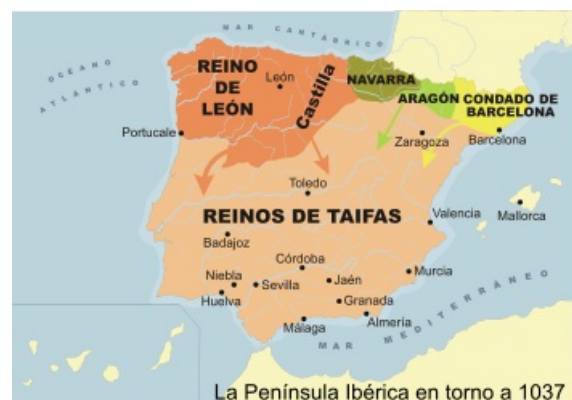 MAR CANTÁBRICO
OCÉANO
ATLÁNTICO
REINO
DE
LEÓN
León
Castilla
NAVARRA
ARAGÓN
CONDADO DE
BARCELONA
Portucale
Zaragoza
Barcelona
Toledo
REINOS DE TAIFAS
Valencia
Mallorca
Badajoz
Córdoba
Murcia
Niebla
Sevilla
Jaén
Huelva
Granada
Málaga
Almería
MAR MEDITERRÁNEO
La Península Ibérica en torno a 1037